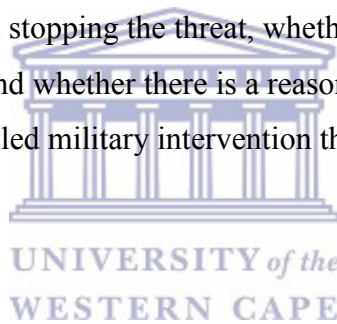 stopping the threat, wheth
nd whether there is a reaso
led military intervention th
UNIVERSITY of the
WESTERN CAPE